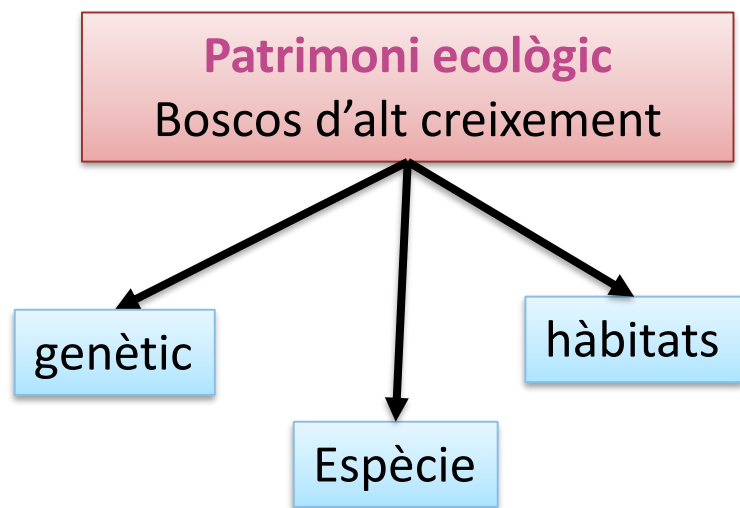 Patrimoni ecològic
Boscos d’alt creixement
genètic
hàbitats
Espècie